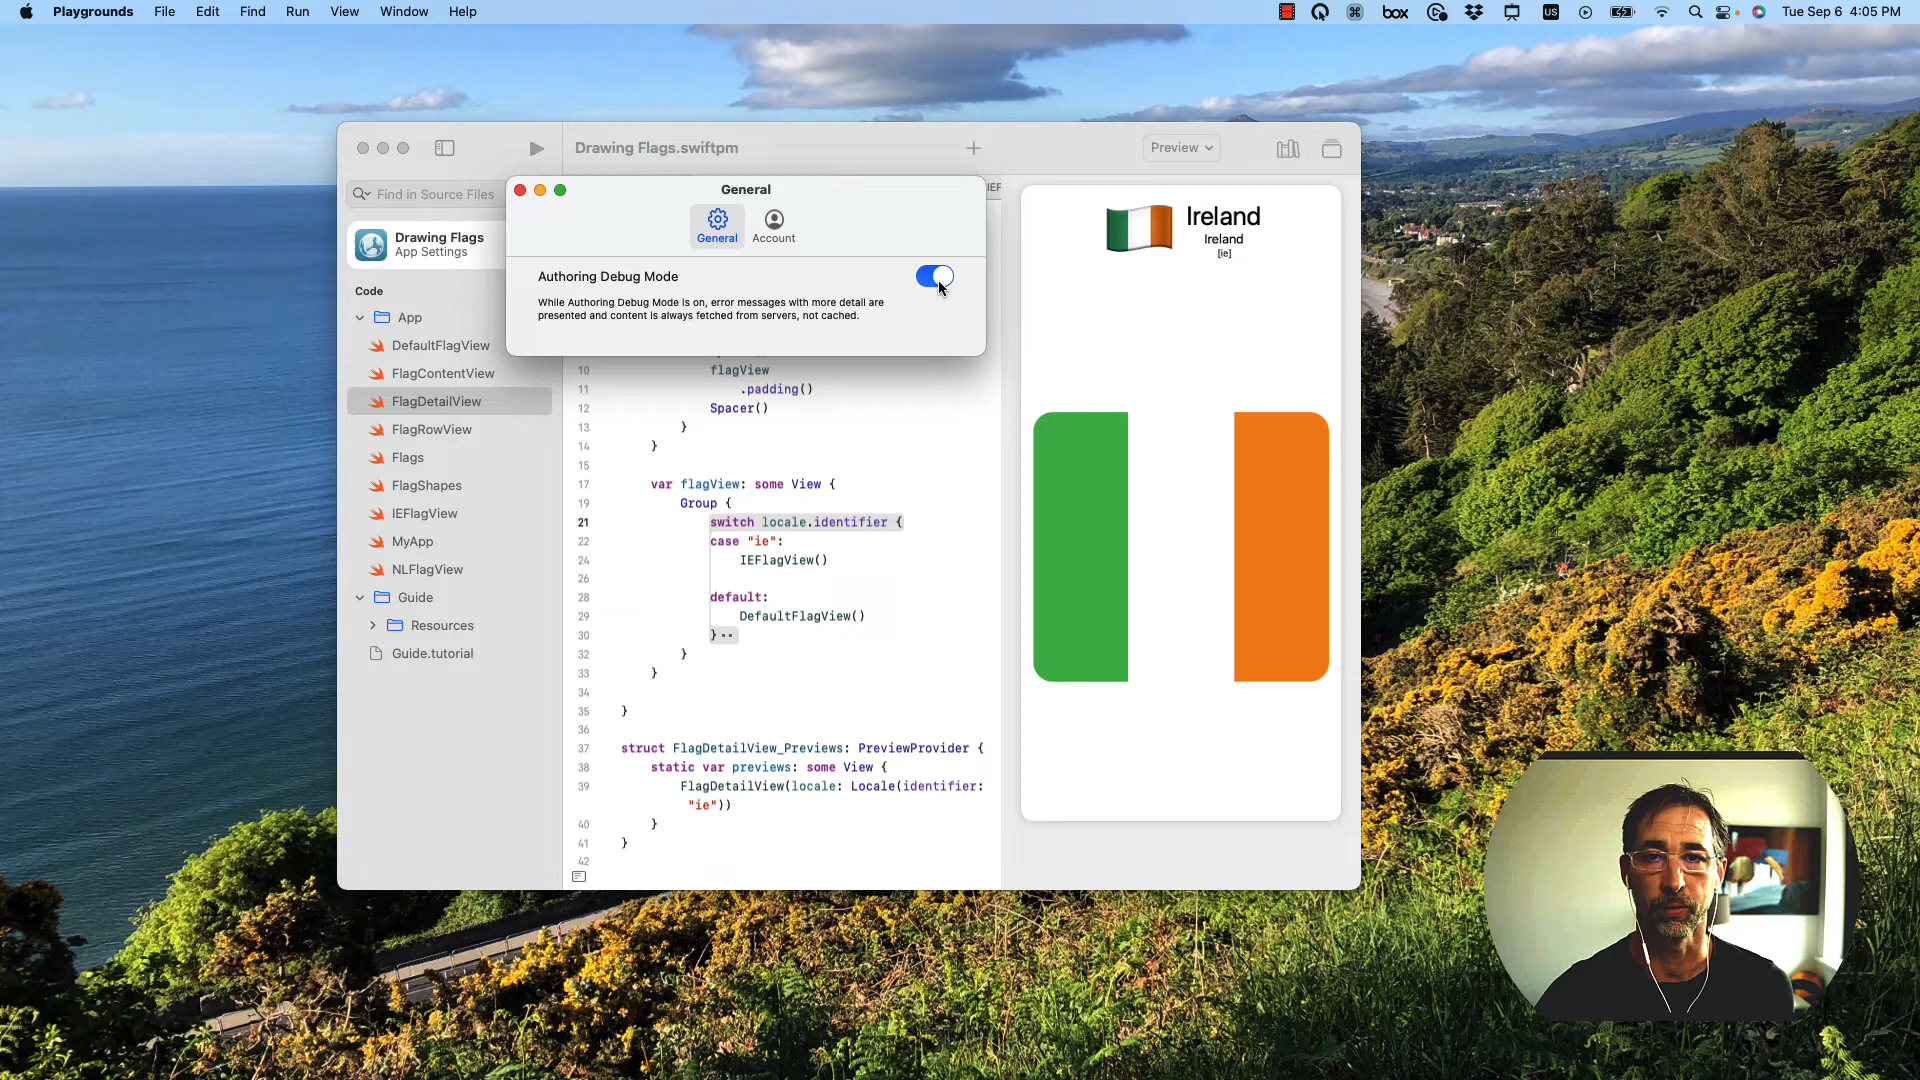 Playgrounds File Edit Find Run View Window Help
box US Tue Sep 6 4:05 PM
Drawing Flags.swiftpm
Preview
Find in Source Files
Drawing Flags
App Settings
Code
App
DefaultFlagView
FlagContentView
FlagDetailView
FlagRowView
Flags
FlagShapes
IEFlagView
MyApp
NLFlagView
Guide
Resources
Guide.tutorial
General
General
Account
Authoring Debug Mode
While Authoring Debug Mode is on, error messages with more detail are
presented and content is always fetched from servers, not cached.
IEF
10 flagView
11 .padding()
12 Spacer()
13 }
14 }
15
17 var flagView: some View {
19 Group {
21 switch locale.identifier {
22 case "ie":
24 IEFlagView()
26
28 default:
29 DefaultFlagView()
30 }
32 }
33 }
34
35 }
36
37 struct FlagDetailView_Previews: PreviewProvider {
38 static var previews: some View {
39 FlagDetailView(locale: Locale(identifier:
"ie"))
40 }
41 }
42
Ireland
Ireland
[ie]